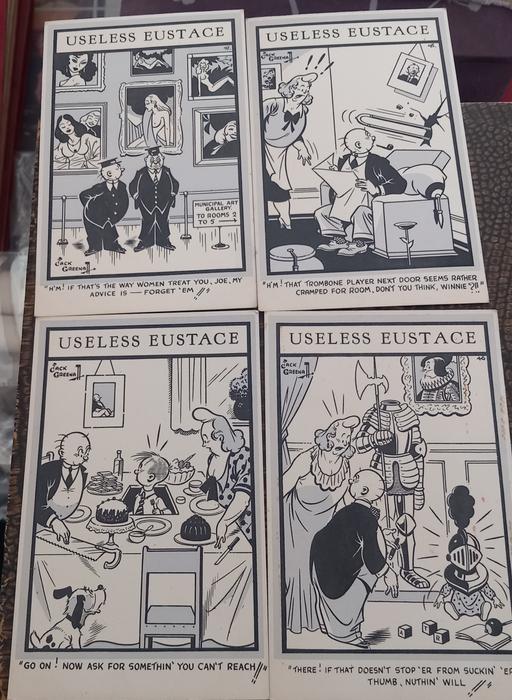 USELESS EUSTACE
JACK GREENALL
MUNICIPAL ART
GALLERY.
TO ROOMS 2
TO 5 →
"H'M! IF THAT'S THE WAY WOMEN TREAT YOU, JOE, MY
ADVICE IS — FORGET 'EM!!"
USELESS EUSTACE
JACK GREENALL
!!!
"H'M! THAT TROMBONE PLAYER NEXT DOOR SEEMS RATHER
CRAMPED FOR ROOM, DON'T YOU THINK, WINNIE?!!"
USELESS EUSTACE
JACK GREENALL
"GO ON! NOW ASK FOR SOMETHIN' YOU CAN'T REACH!!"
USELESS EUSTACE
JACK GREENALL
"THERE! IF THAT DOESN'T STOP 'ER FROM SUCKIN' 'ER
THUMB, NUTHIN' WILL!"